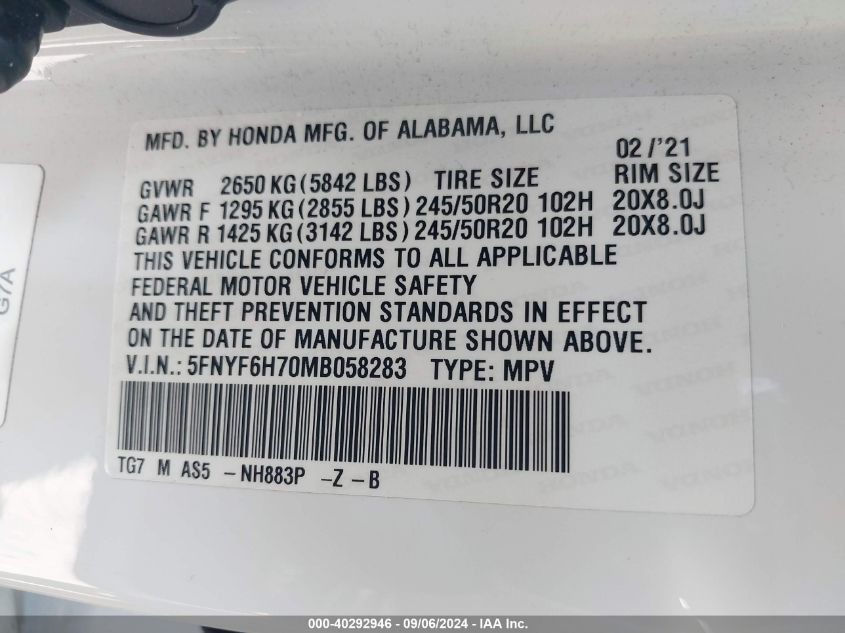 MFD. BY HONDA MFG. OF ALABAMA, LLC
02 /'21
GVWR 2650 KG (5842 LBS) TIRE SIZE RIM SIZE
GAWR F 1295 KG (2855 LBS) 245/50R20 102H 20X8.0J
GAWR R 1425 KG (3142 LBS) 245/50R20 102H 20X8.0J
THIS VEHICLE CONFORMS TO ALL APPLICABLE
FEDERAL MOTOR VEHICLE SAFETY
AND THEFT PREVENTION STANDARDS IN EFFECT
ON THE DATE OF MANUFACTURE SHOWN ABOVE.
V.I.N.: 5FNYF6H70MB058283 TYPE: MPV
TG7 M AS5 –NH883P –Z –B
G7A
000-40292946 - 09/06/2024 - IAA Inc.